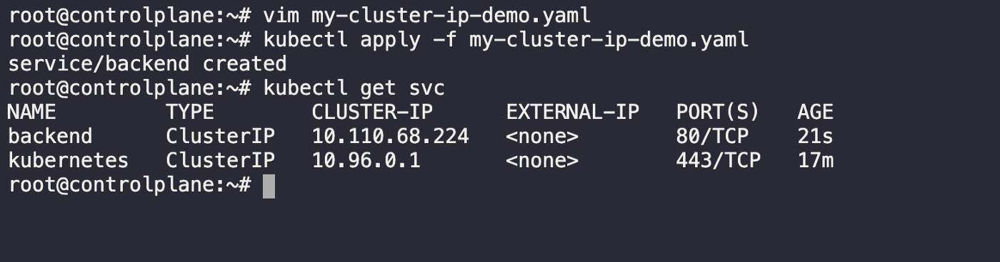 root@controlplane:~# vim my-cluster-ip-demo.yaml
root@controlplane:~# kubectl apply -f my-cluster-ip-demo.yaml
service/backend created
root@controlplane:~# kubectl get svc
NAME         TYPE        CLUSTER-IP      EXTERNAL-IP   PORT(S)   AGE
backend      ClusterIP   10.110.68.224   <none>        80/TCP    21s
kubernetes   ClusterIP   10.96.0.1       <none>        443/TCP   17m
root@controlplane:~#